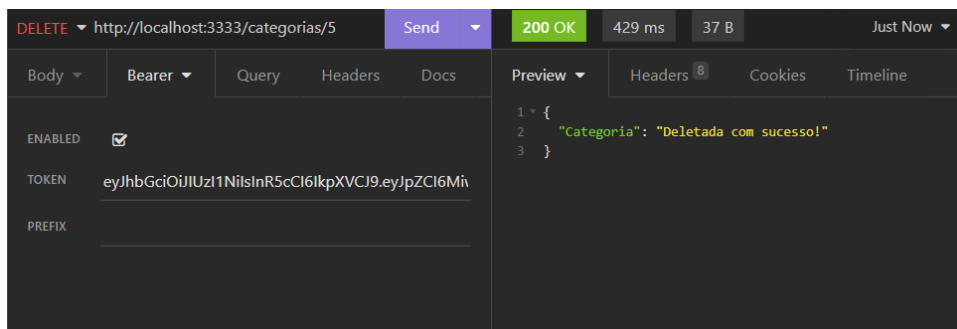 DELETE http://localhost:3333/categorias/5 Send 200 OK 429 ms 37 B Just Now
Body Bearer Query Headers Docs Preview Headers 8 Cookies Timeline
ENABLED
TOKEN eyJhbGciOiJIUzI1NiIsInR5cCI6IkpXVCJ9.eyJpZCI6Miv
PREFIX
1 {
2 "Categoria": "Deletada com sucesso!"
3 }